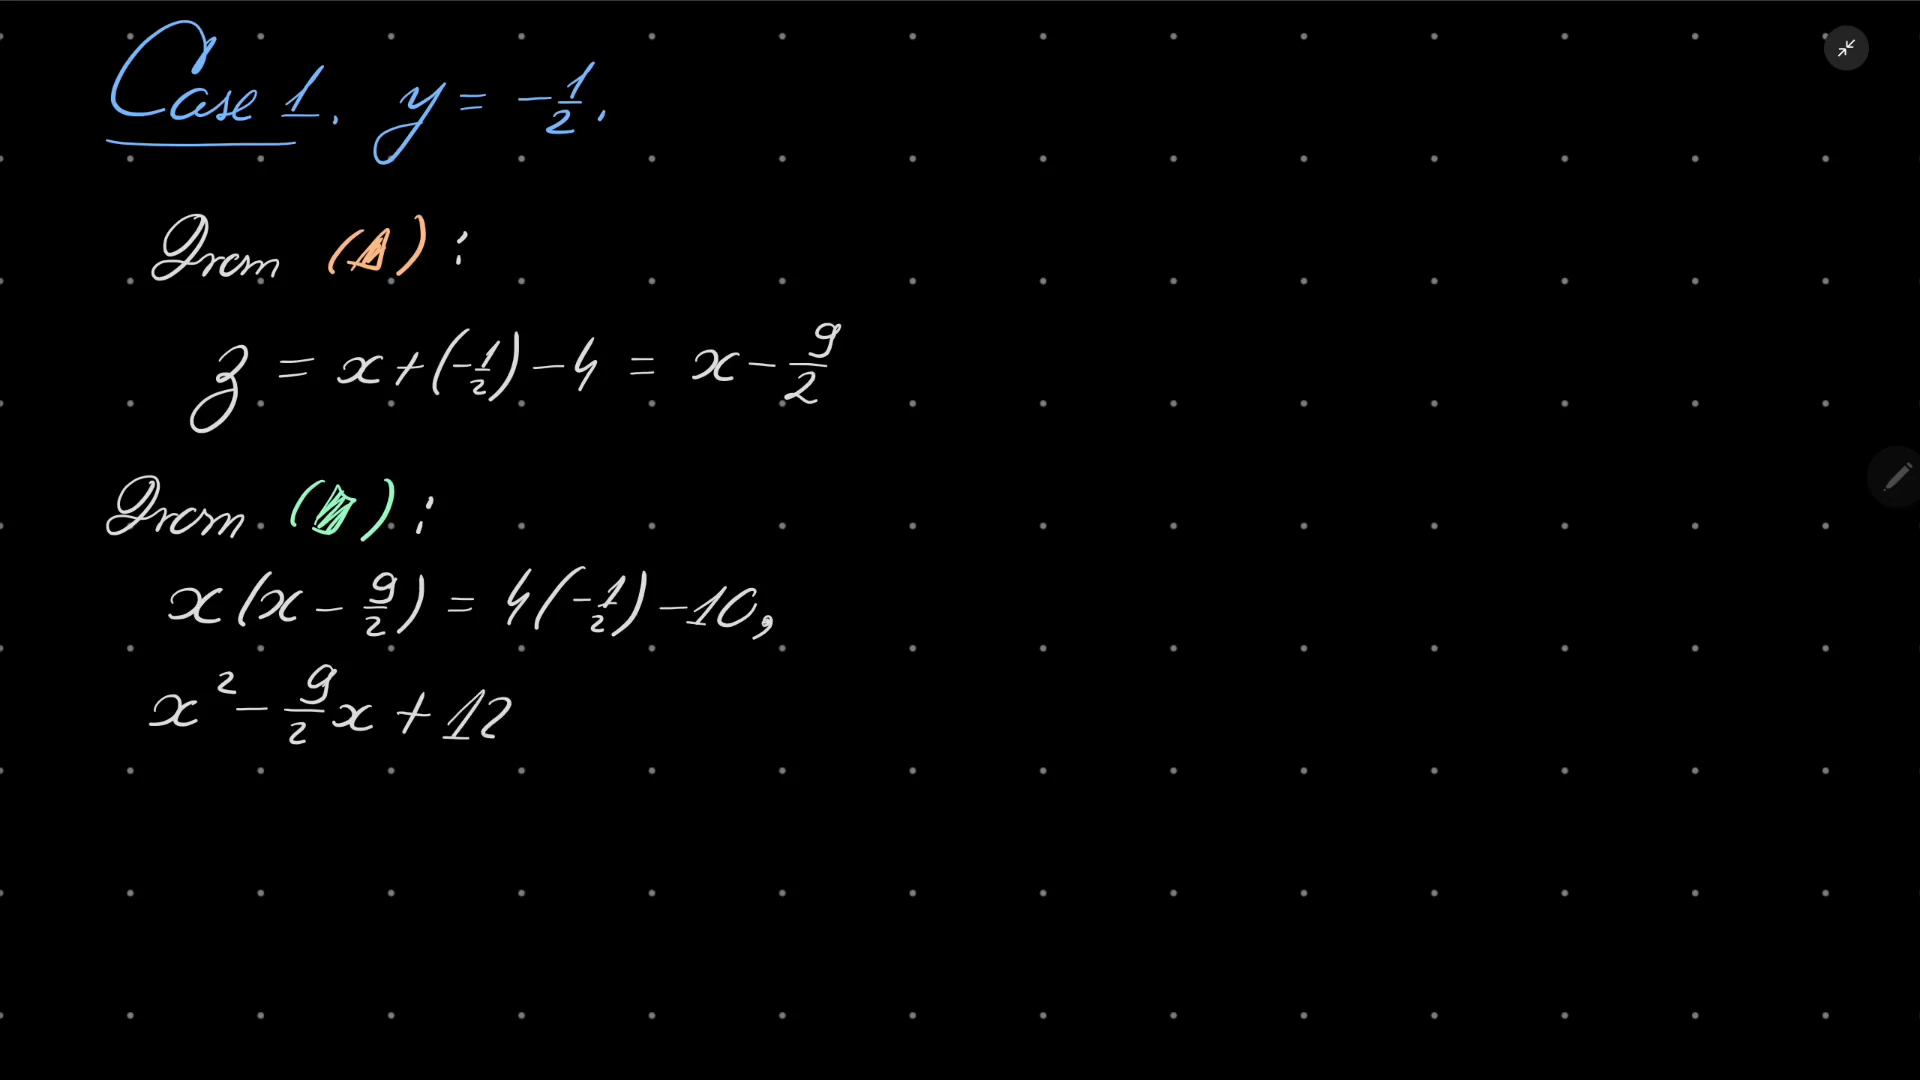 Case 1. y = -1/2.
From (△):
z = x + (-1/2) - 4 = x - 9/2
From (▯):
x(x - 9/2) = 4(-1/2) - 10,
x² - 9/2 x + 12